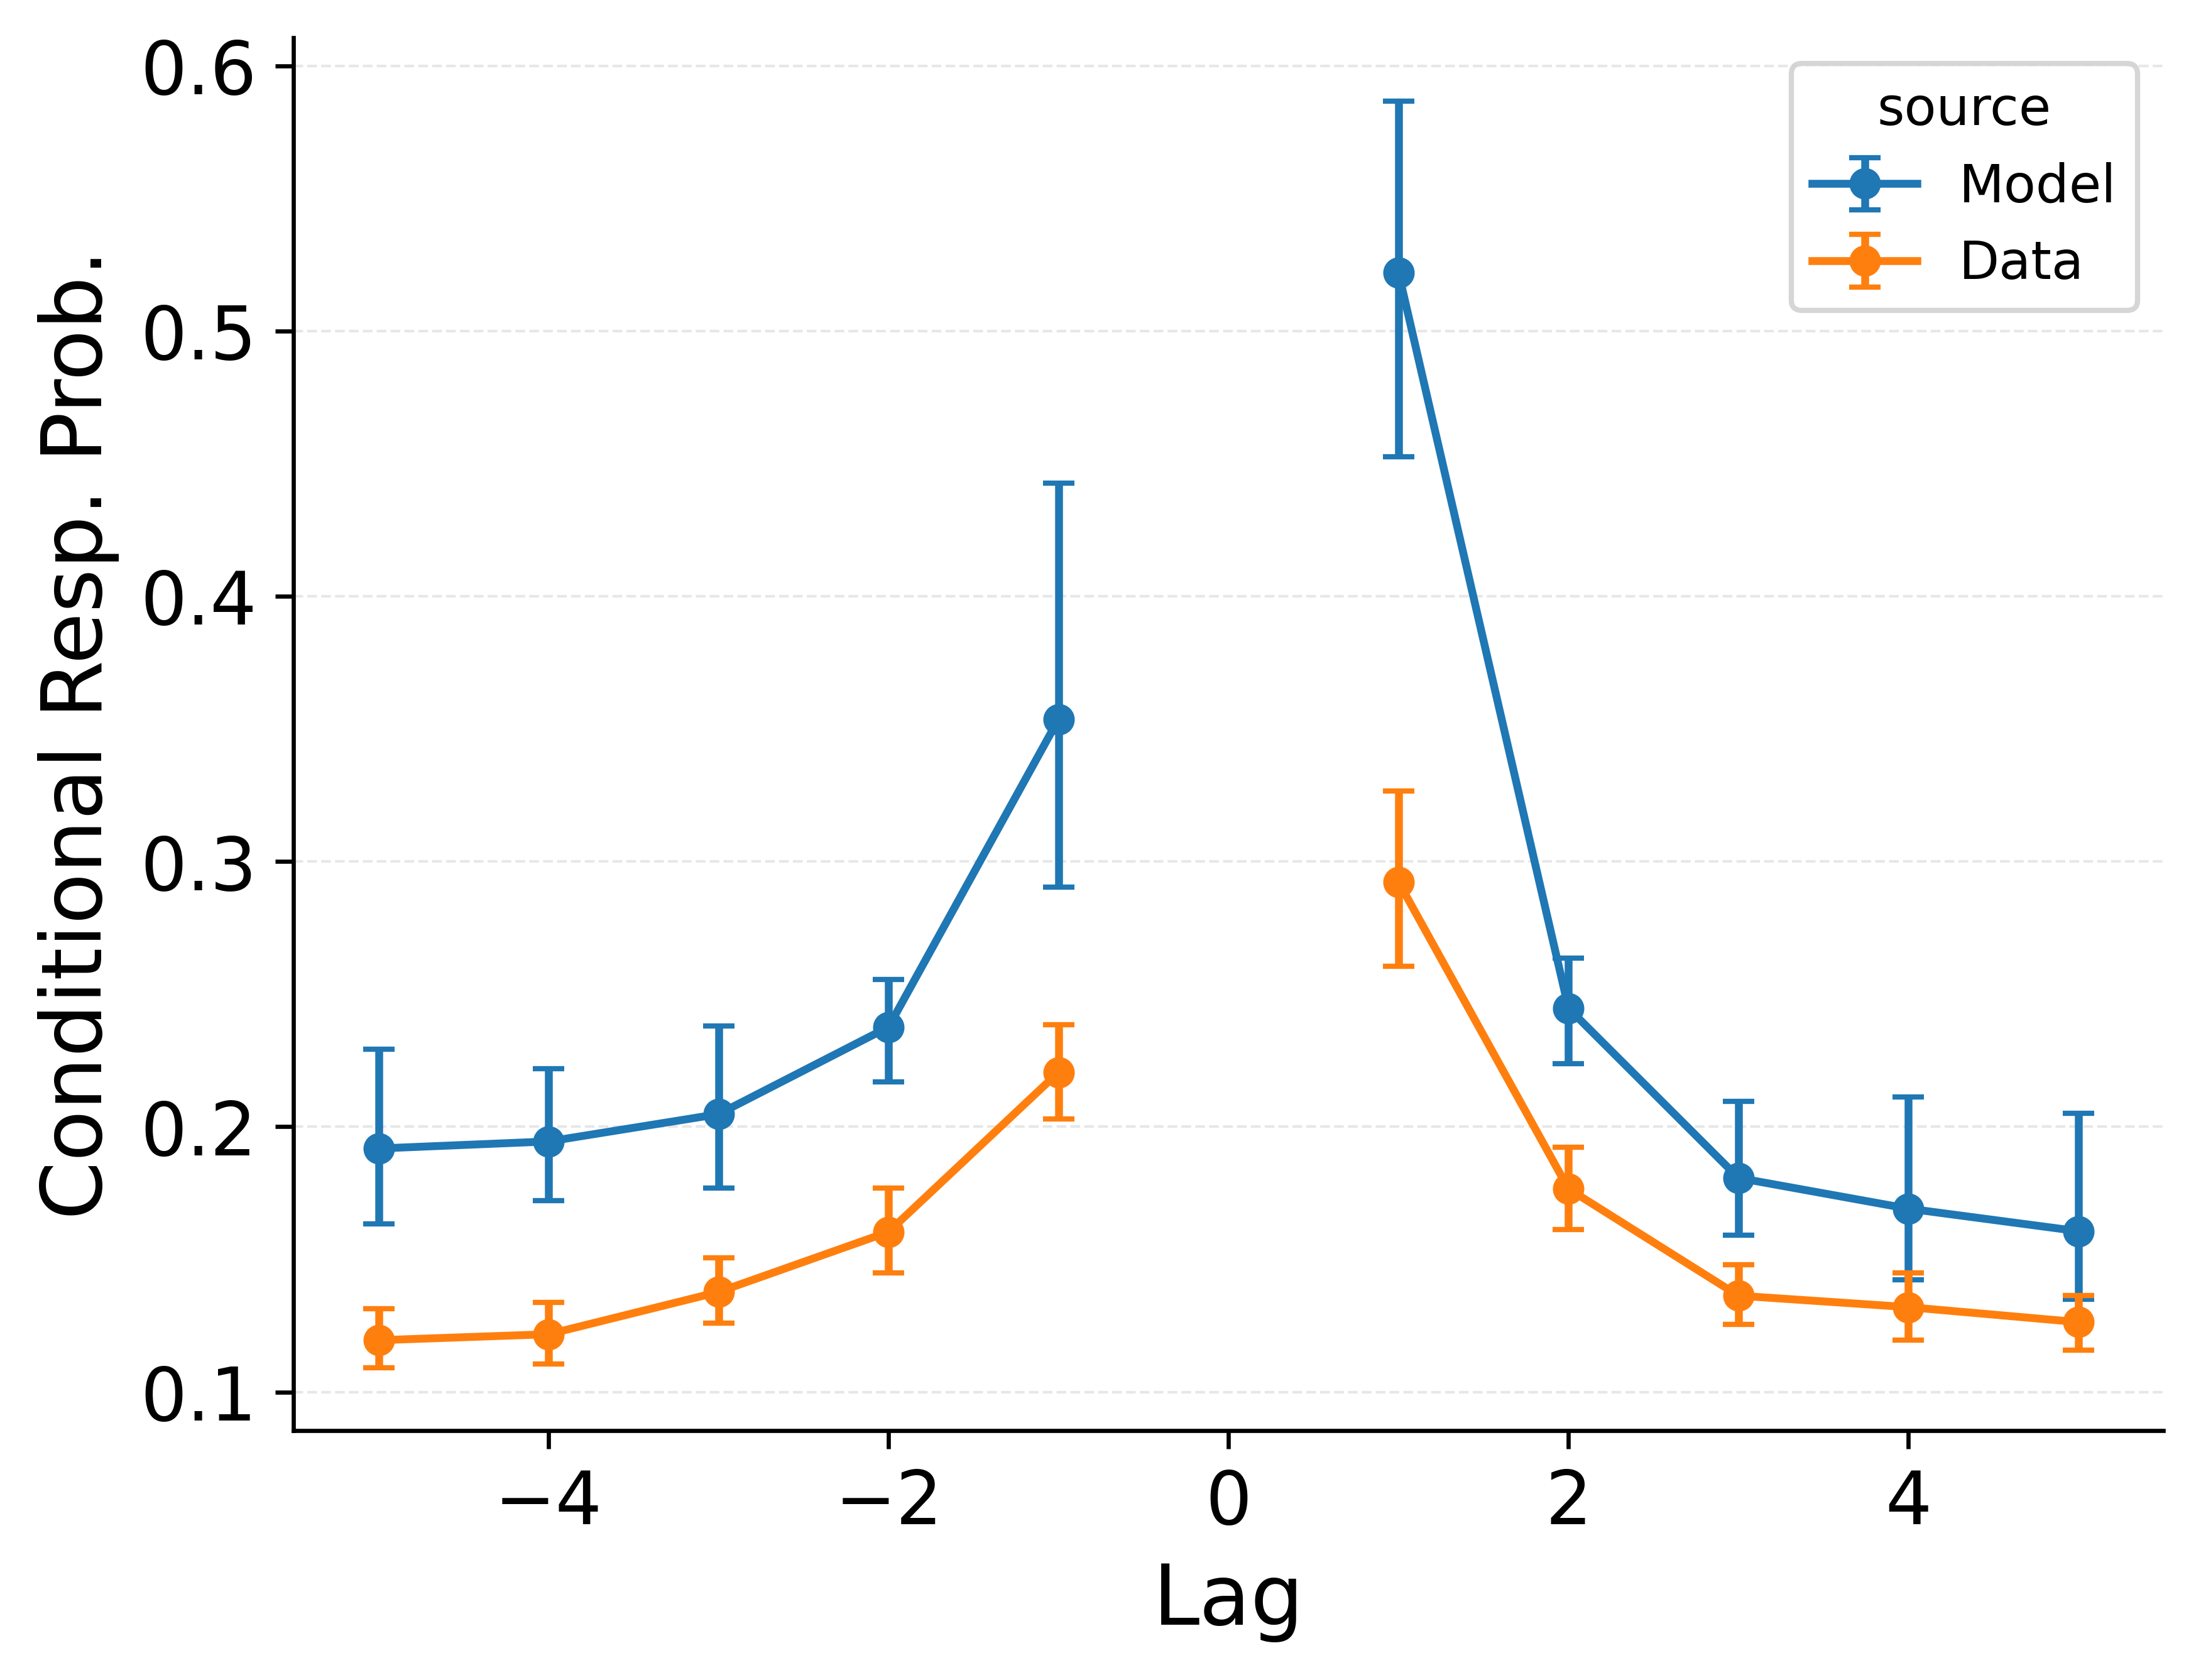 Conditional Resp. Prob.
0.6
0.5
0.4
0.3
0.2
0.1
−4
−2
0
2
4
Lag
source
Model
Data